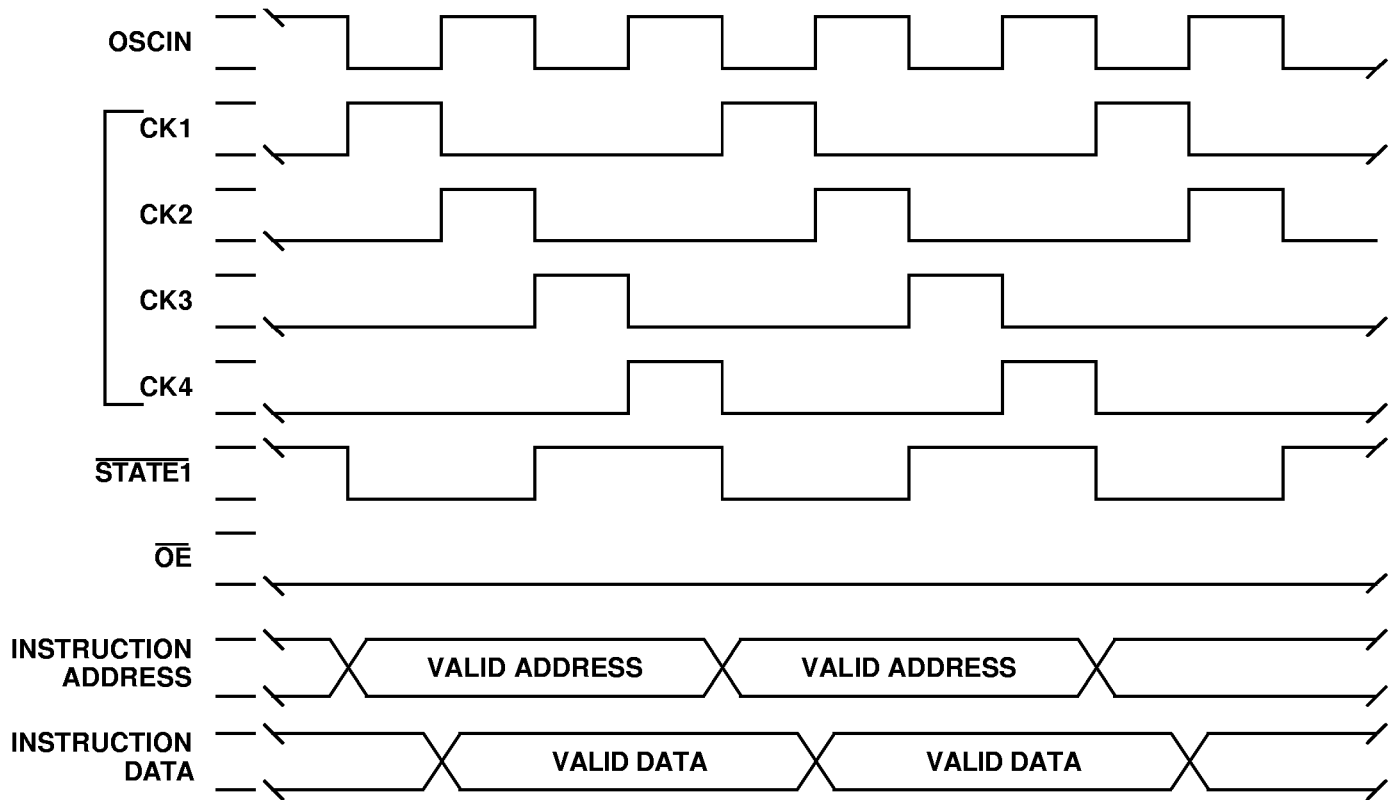 OSCIN
CK1
CK2
CK3
CK4
STATE1
OE
INSTRUCTION
ADDRESS
VALID ADDRESS VALID ADDRESS
INSTRUCTION
DATA
VALID DATA VALID DATA